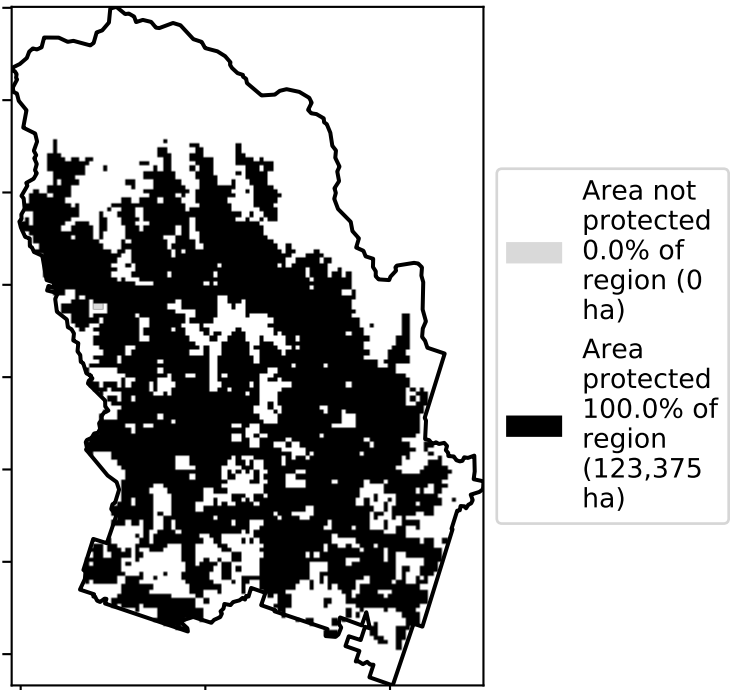 Area not
protected
0.0% of
region (0
ha)
Area
protected
100.0% of
region
(123,375
ha)